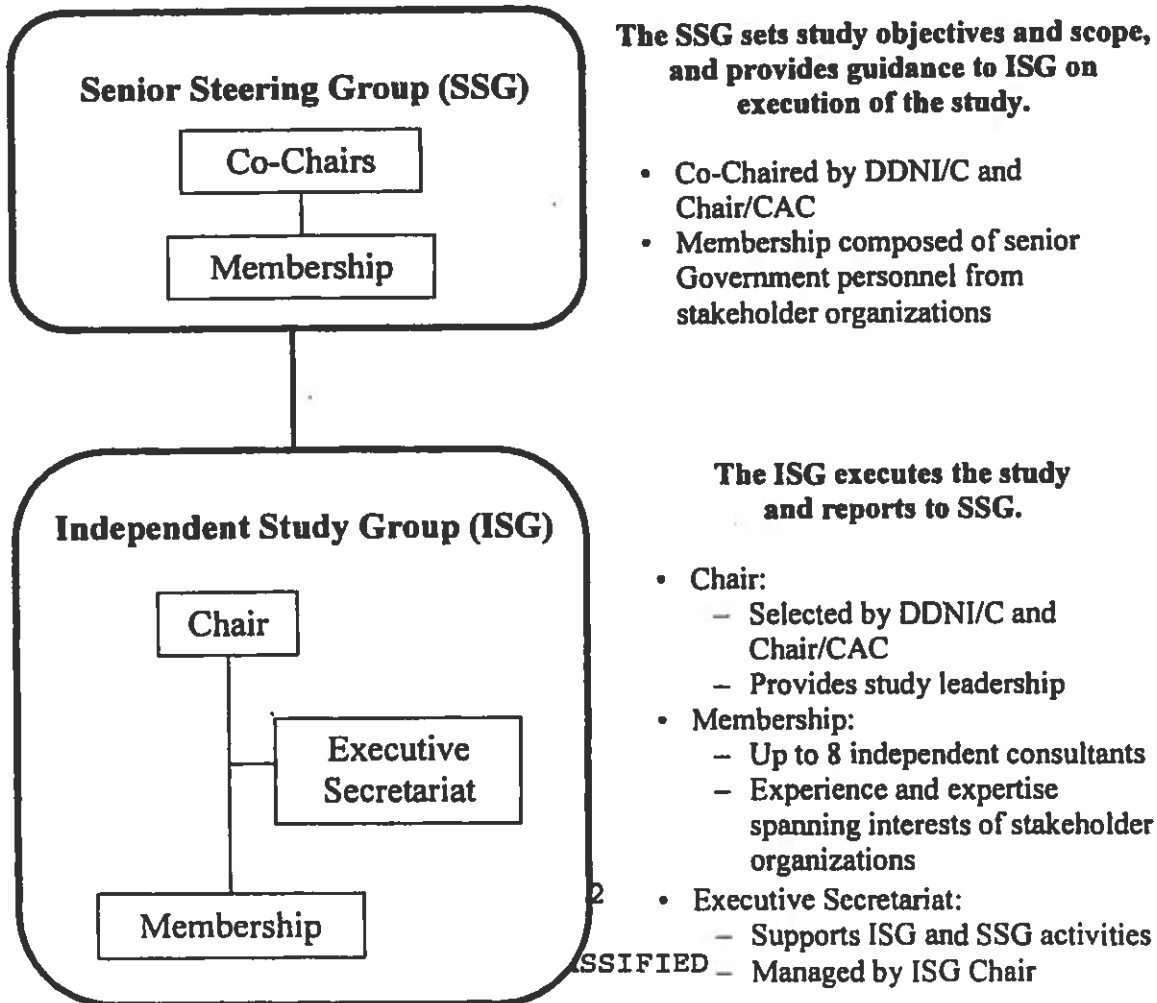 Senior Steering Group (SSG)
Co-Chairs
Membership
The SSG sets study objectives and scope,
and provides guidance to ISG on
execution of the study.
• Co-Chaired by DDNI/C and
Chair/CAC
• Membership composed of senior
Government personnel from
stakeholder organizations
Independent Study Group (ISG)
Chair
Executive
Secretariat
Membership
The ISG executes the study
and reports to SSG.
• Chair:
– Selected by DDNI/C and
Chair/CAC
– Provides study leadership
• Membership:
– Up to 8 independent consultants
– Experience and expertise
spanning interests of stakeholder
organizations
• Executive Secretariat:
– Supports ISG and SSG activities
– Managed by ISG Chair
2
ASSIFIED